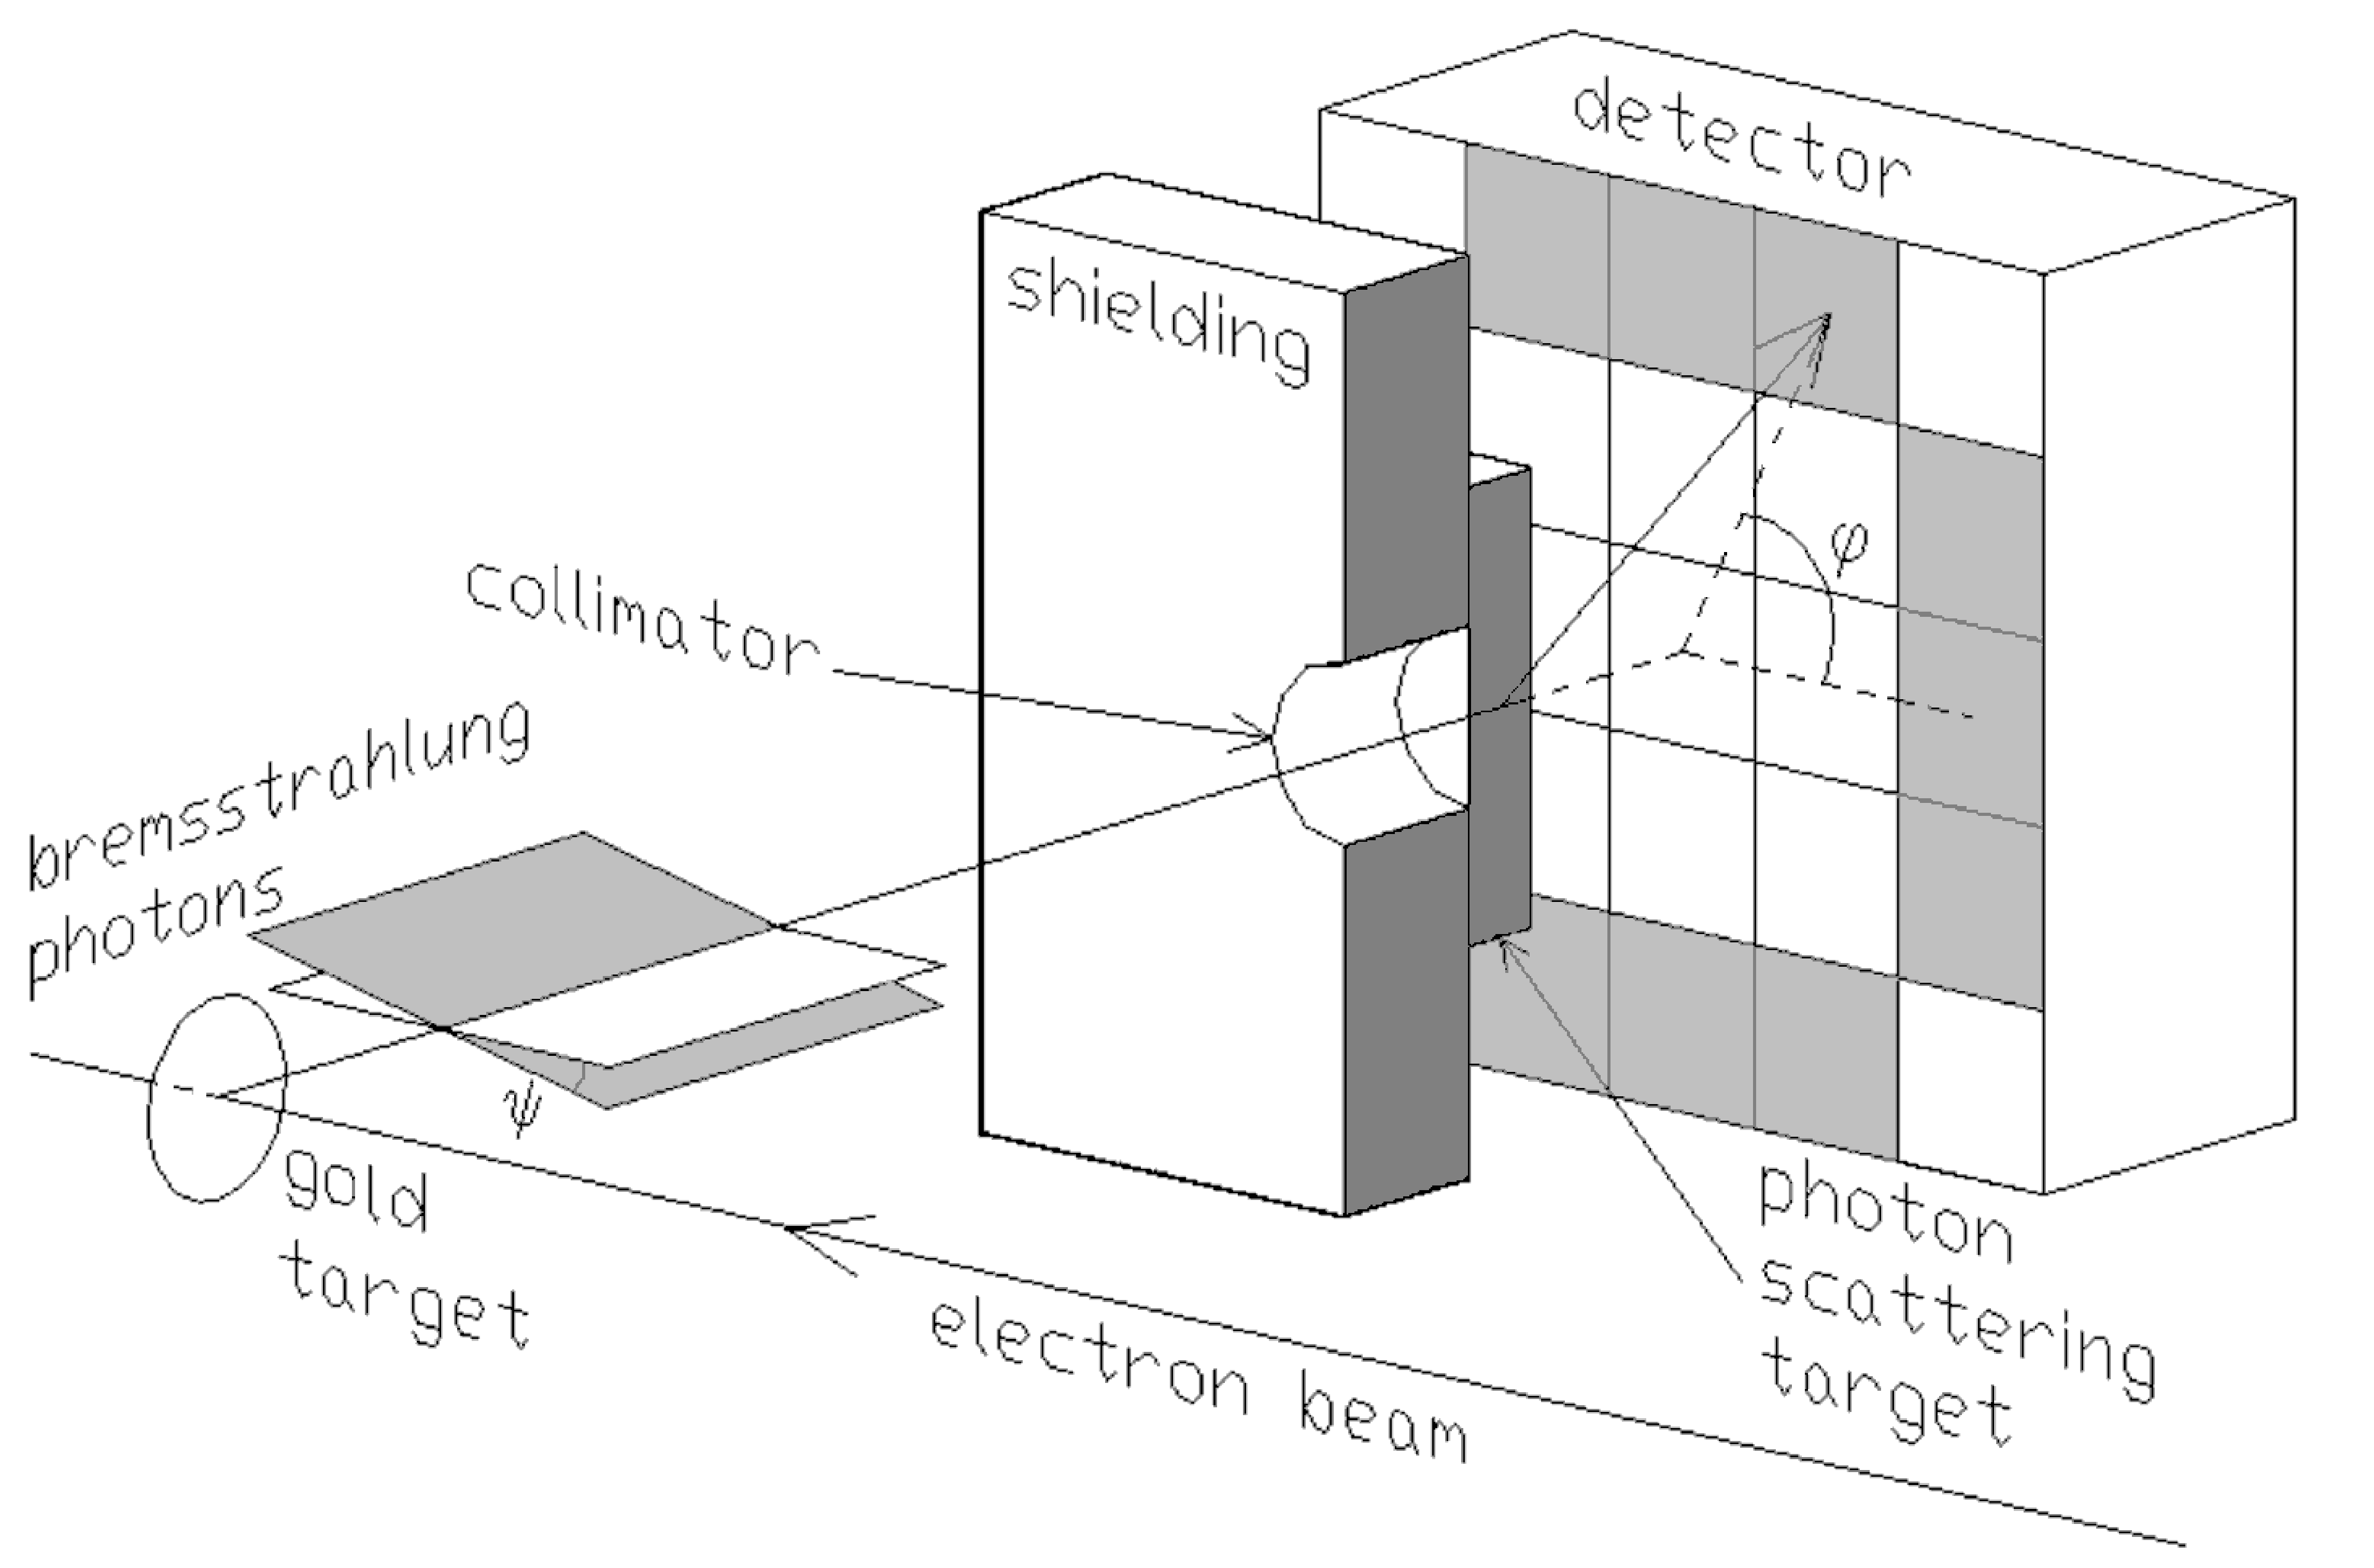 detector
shielding
φ
collimator
bremsstrahlung
photons
ψ
gold
target
photon
scattering
target
electron beam